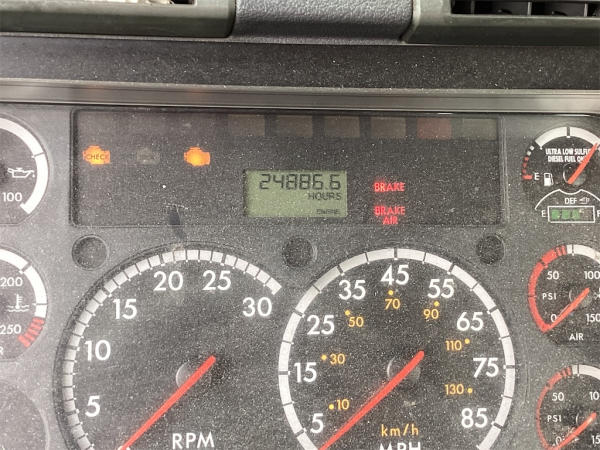 CHECK
24886.6
HOURS
BRAKE
BRAKE
AIR
ULTRA LOW SULFUR
DIESEL FUEL ONLY
E
DEF
E
F
100
200
250
5
10
15
20
25
30
RPM
5
15
25
35
45
55
65
75
85
10
30
50
70
90
110
130
km/h
MPH
50
100
PSI
0
150
AIR
50
100
PSI
0
150